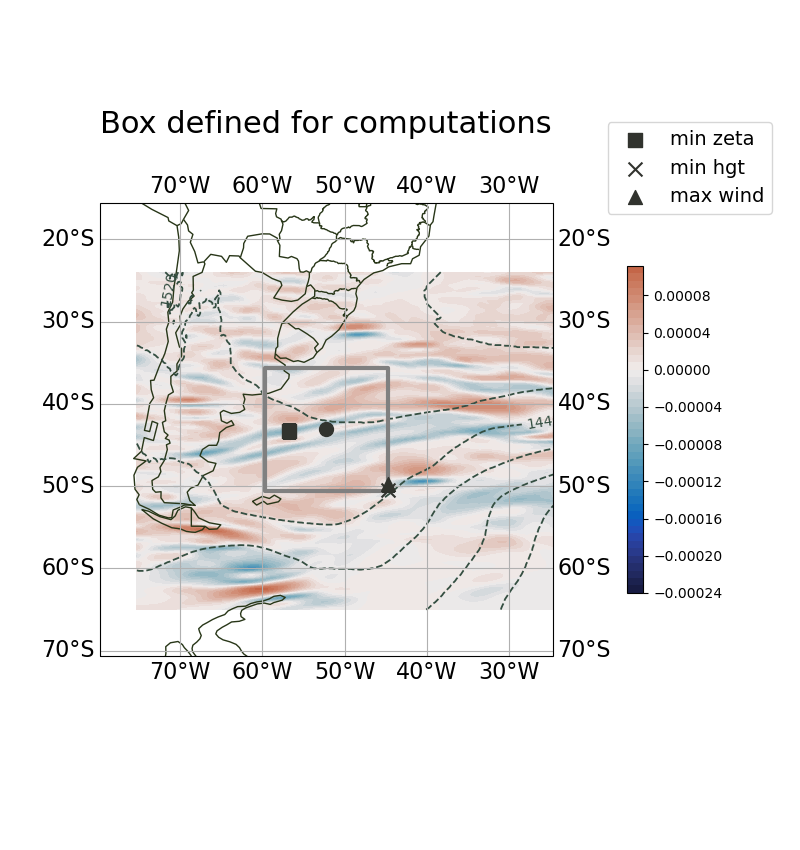 Box defined for computations
min zeta
min hgt
max wind
70°W 60°W 50°W 40°W 30°W
20°S 20°S
30°S 30°S
40°S 40°S
50°S 50°S
60°S 60°S
70°S 70°S
70°W 60°W 50°W 40°W 30°W
144
0.00008
0.00004
0.00000
−0.00004
−0.00008
−0.00012
−0.00016
−0.00020
−0.00024